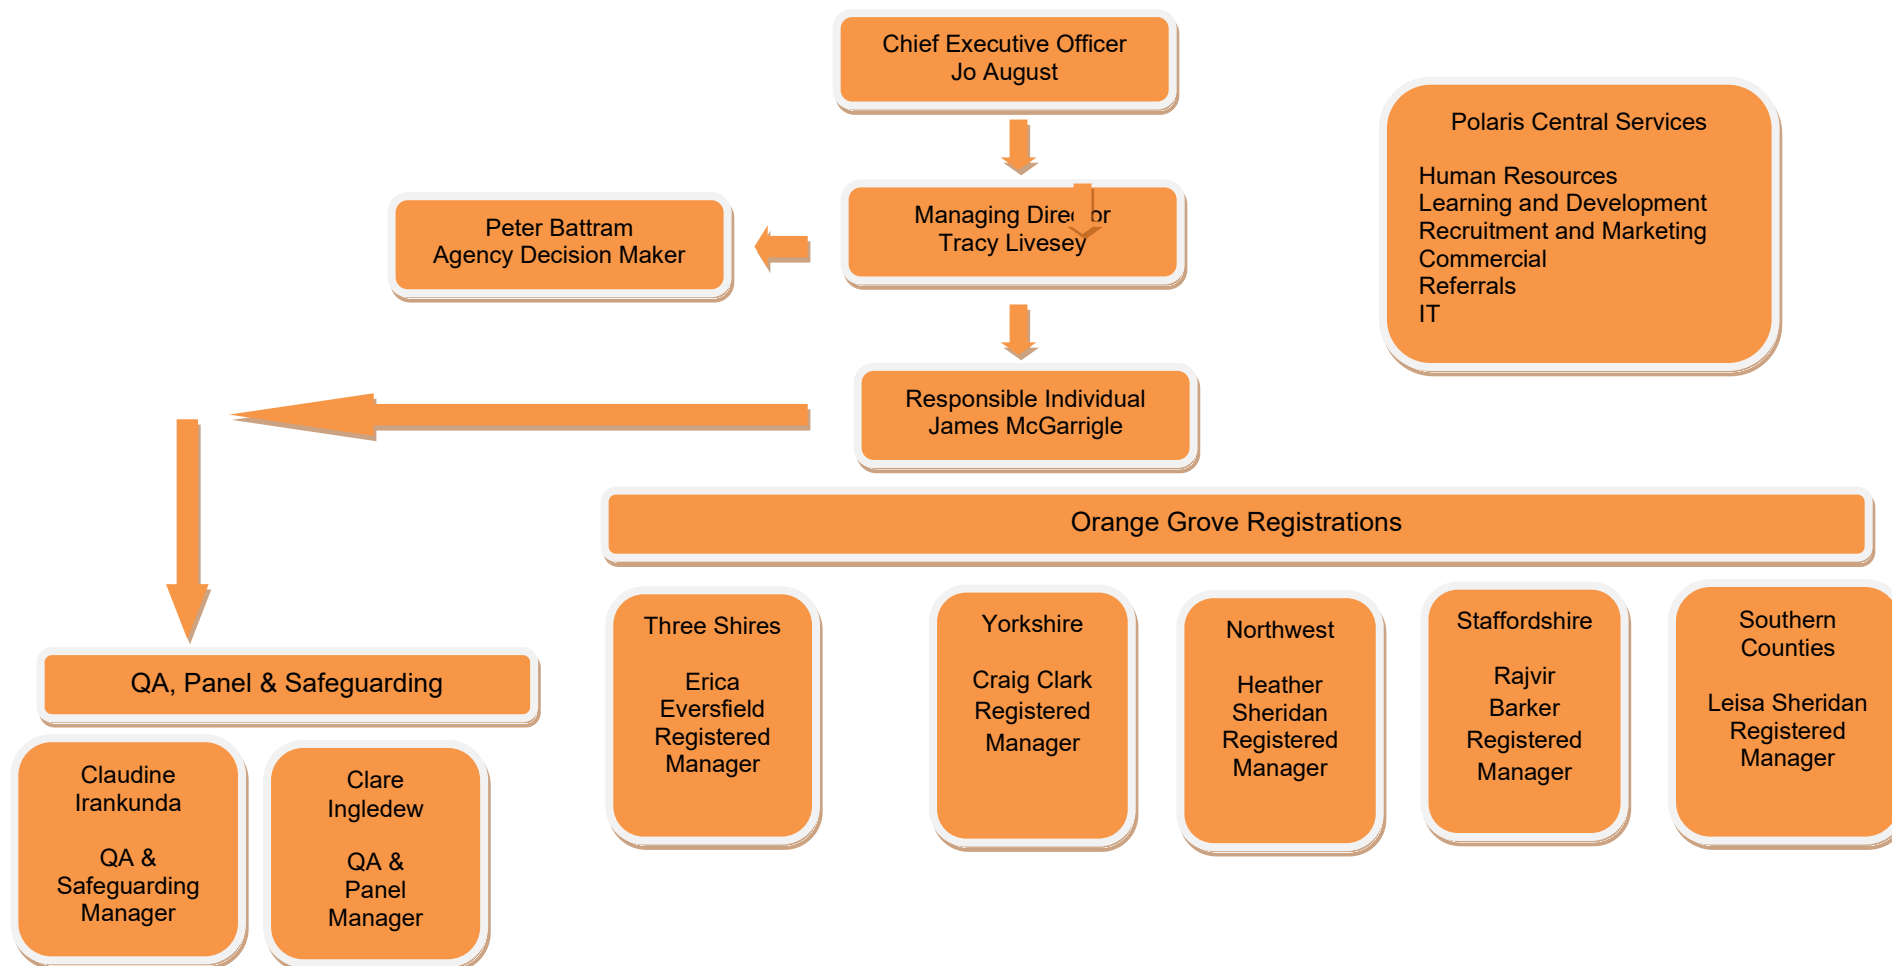 Chief Executive Officer
Jo August
Polaris Central Services
Human Resources
Learning and Development
Recruitment and Marketing
Commercial
Referrals
IT
Managing Director
Tracy Livesey
Peter Battram
Agency Decision Maker
Responsible Individual
James McGarrigle
Orange Grove Registrations
Three Shires
Erica
Eversfield
Registered
Manager
Yorkshire
Craig Clark
Registered
Manager
Northwest
Heather
Sheridan
Registered
Manager
Staffordshire
Rajvir
Barker
Registered
Manager
Southern
Counties
Leisa Sheridan
Registered
Manager
QA, Panel & Safeguarding
Claudine
Irankunda
QA &
Safeguarding
Manager
Clare
Ingledew
QA &
Panel
Manager